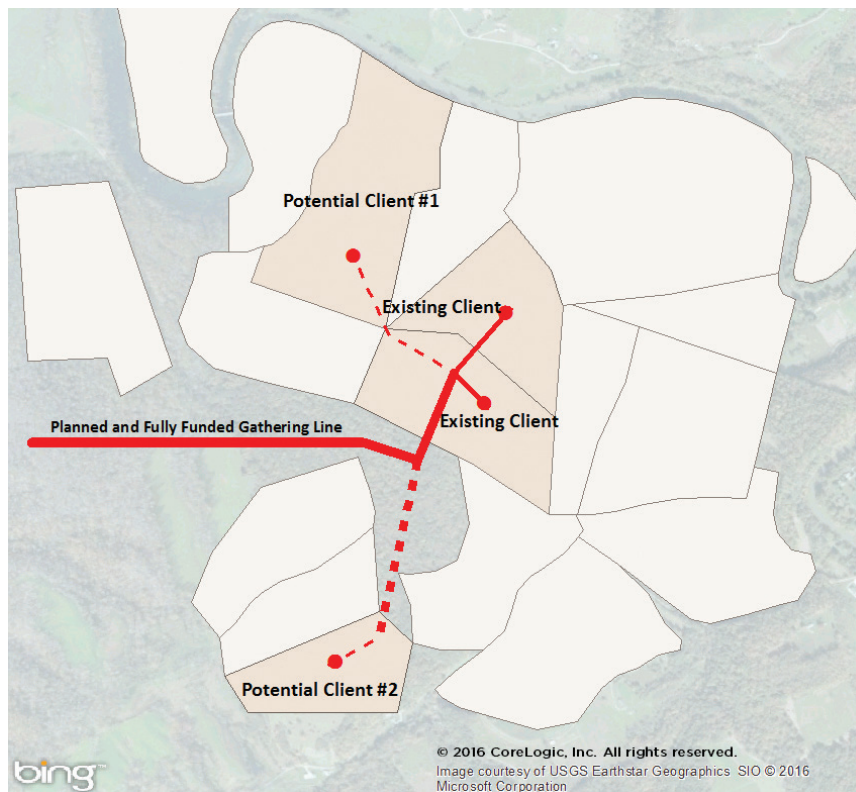 Potential Client #1
Existing Client
Existing Client
Planned and Fully Funded Gathering Line
Potential Client #2
© 2016 CoreLogic, Inc. All rights reserved.
Image courtesy of USGS Earthstar Geographics SIO © 2016
Microsoft Corporation
bing™